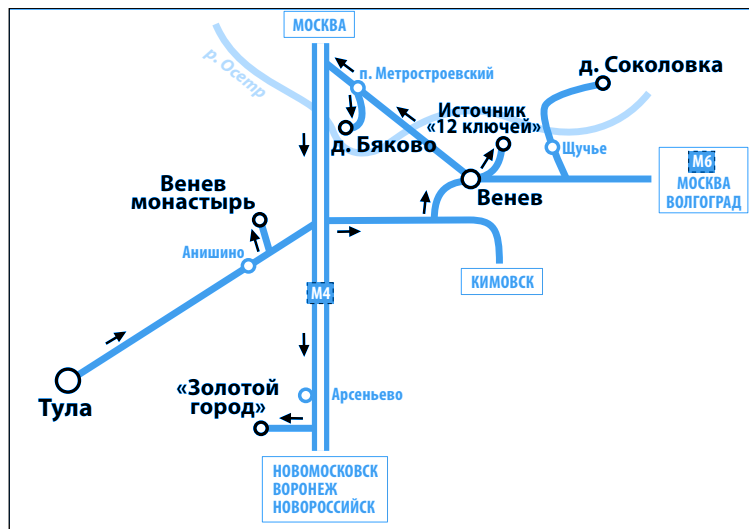 МОСКВА
р. Осетр
п. Метростроевский
д. Соколовка
Источник
«12 ключей»
д. Бяково
Щучье
М6
МОСКВА
ВОЛГОГРАД
Венев
монастырь
Венев
Анишино
КИМОВСК
М4
Тула
«Золотой
город»
Арсеньево
НОВОМОСКОВСК
ВОРОНЕЖ
НОВОРОССИЙСК